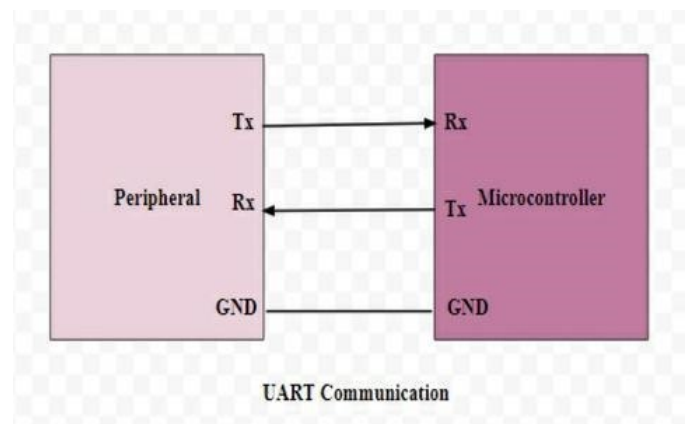 Tx
Rx
Peripheral
Rx
Tx
Microcontroller
GND
GND
UART Communication